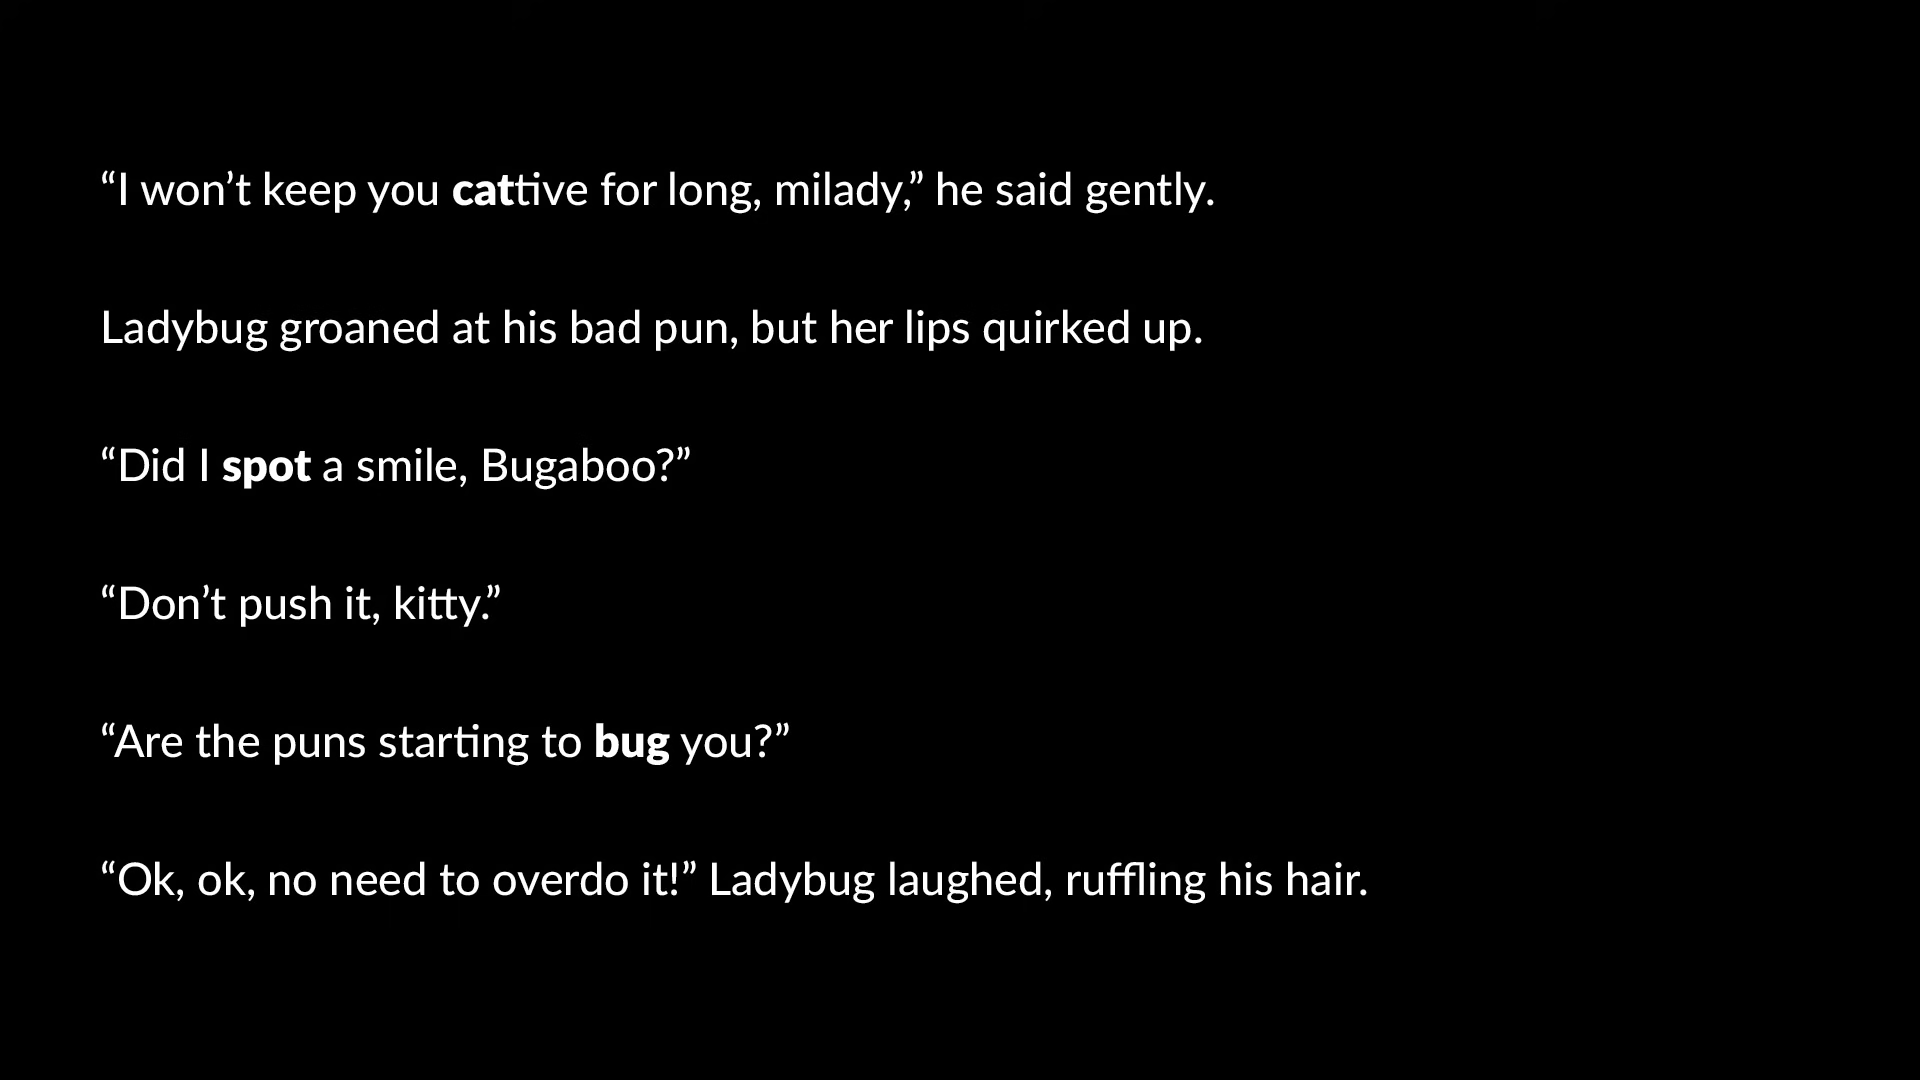 “I won’t keep you cattive for long, milady,” he said gently.
Ladybug groaned at his bad pun, but her lips quirked up.
“Did I spot a smile, Bugaboo?”
“Don’t push it, kitty.”
“Are the puns starting to bug you?”
“Ok, ok, no need to overdo it!” Ladybug laughed, ruffling his hair.